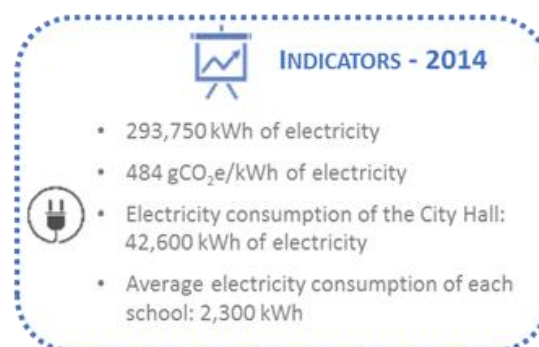 INDICATORS - 2014
• 293,750 kWh of electricity
• 484 gCO₂e/kWh of electricity
• Electricity consumption of the City Hall:
42,600 kWh of electricity
• Average electricity consumption of each
school: 2,300 kWh